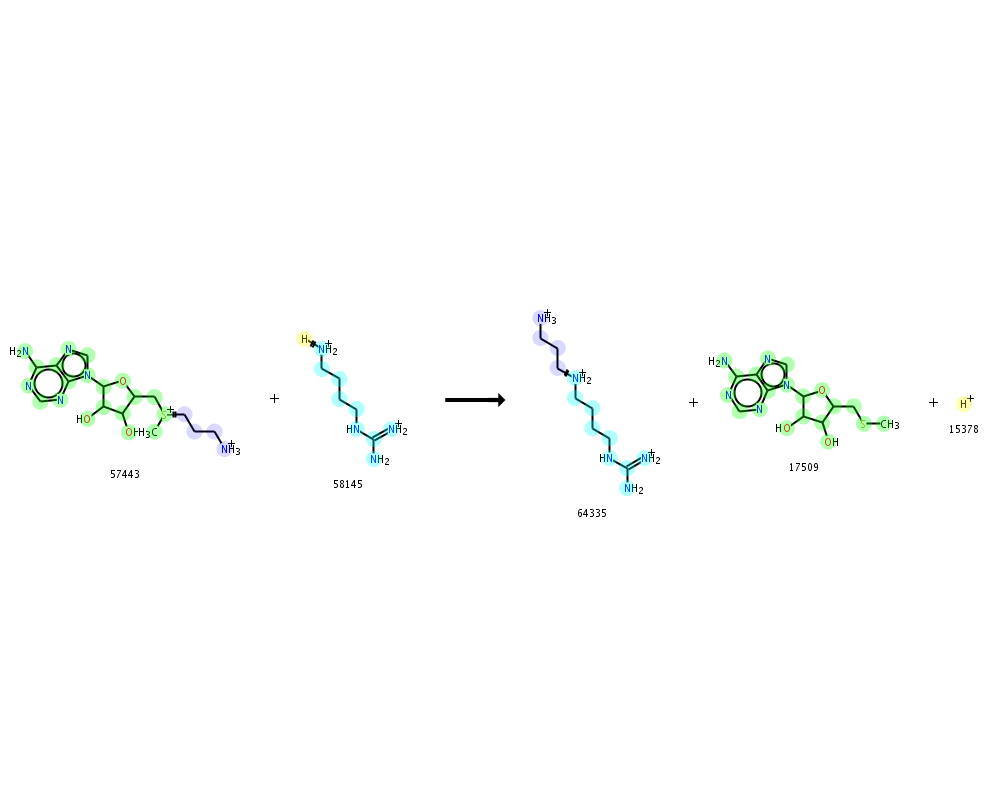 H2N N N N N N O HO OH H3C S+ NH3+
57443
+
H NH2+ HN NH2+ NH2
58145
NH3+ NH2+ HN NH2+ NH2
64335
+
H2N N N N N O HO OH S CH3
17509
+
H+
15378